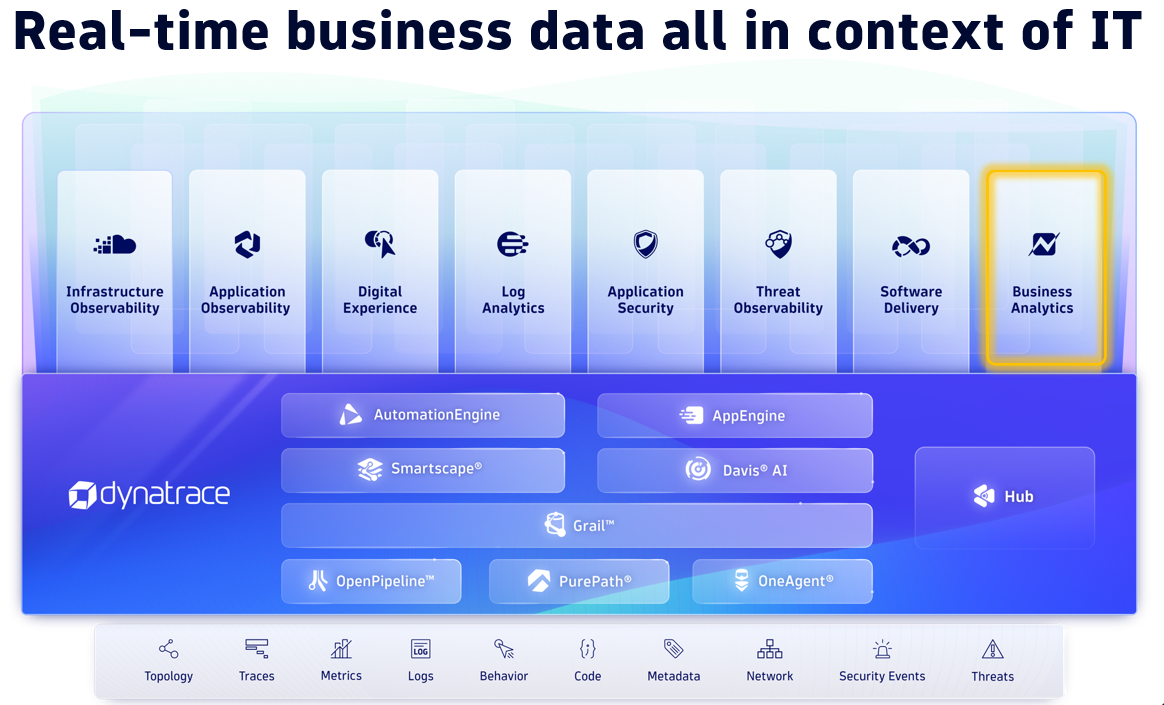 Real-time business data all in context of IT
Infrastructure
Observability
Application
Observability
Digital
Experience
Log
Analytics
Application
Security
Threat
Observability
Software
Delivery
Business
Analytics
AutomationEngine
AppEngine
Smartscape®
Davis® AI
dynatrace
Hub
Grail™
OpenPipeline™
PurePath®
OneAgent®
LOG
Topology
Traces
Metrics
Logs
Behavior
Code
Metadata
Network
Security Events
Threats